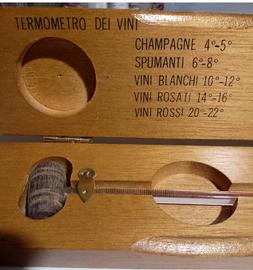 TERMOMETRO DEI VINI
CHAMPAGNE 4°-5°
SPUMANTI 6°-8°
VINI BIANCHI 10°-12°
VINI ROSATI 14°-16°
VINI ROSSI 20°-22°